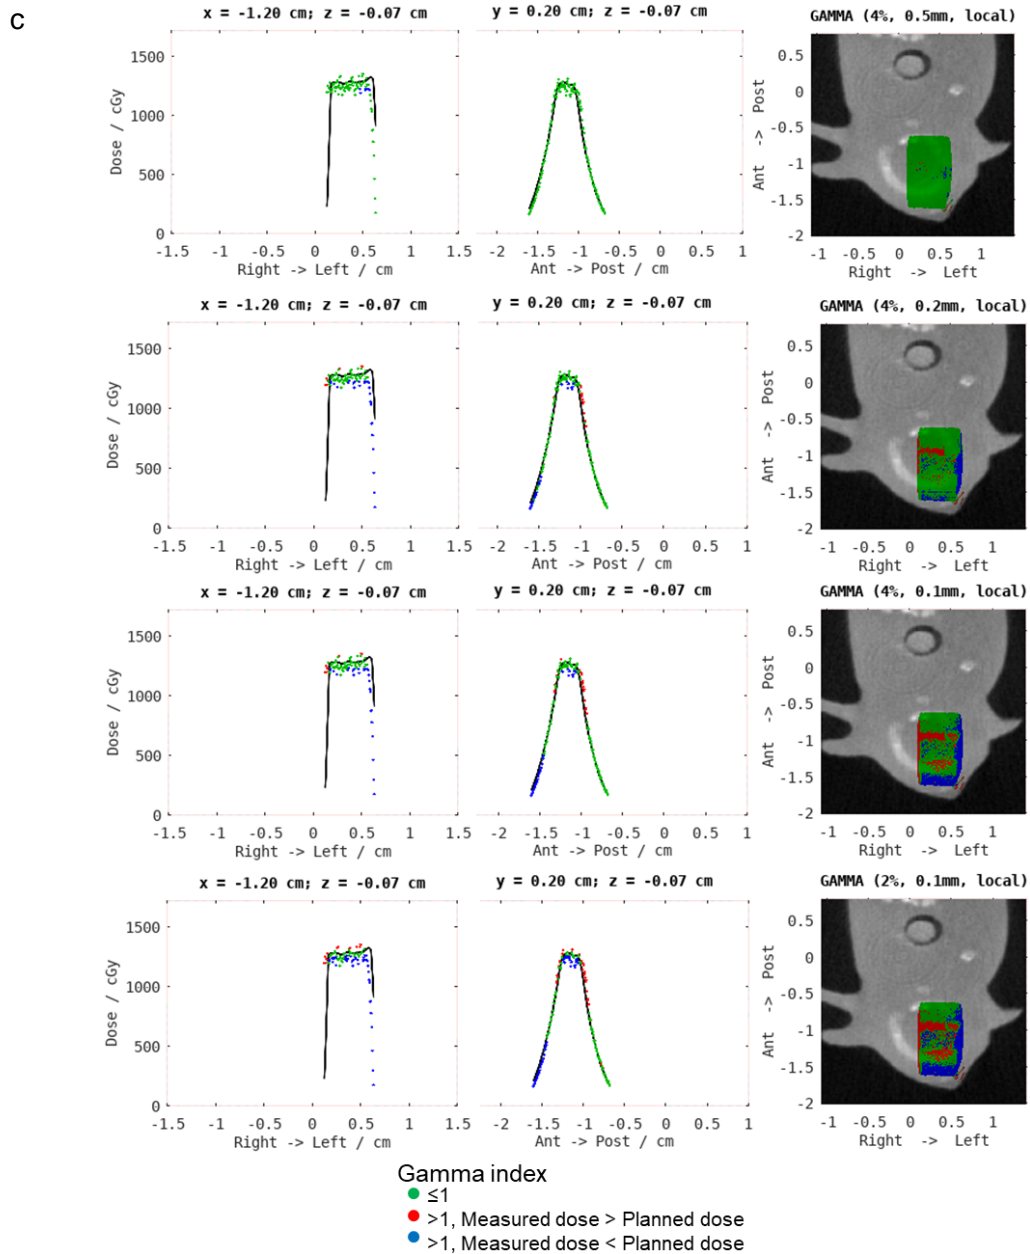 c
x = -1.20 cm; z = -0.07 cm
y = 0.20 cm; z = -0.07 cm
GAMMA (4%, 0.5mm, local)
Dose / cGy
1500
1000
500
0
-1.5 -1 -0.5 0 0.5 1 1.5
Right -> Left / cm
-2 -1.5 -1 -0.5 0 0.5 1
Ant -> Post / cm
Ant -> Post
0.5
0
-0.5
-1
-1.5
-2
-1 -0.5 0 0.5 1
Right -> Left
x = -1.20 cm; z = -0.07 cm
y = 0.20 cm; z = -0.07 cm
GAMMA (4%, 0.2mm, local)
Dose / cGy
1500
1000
500
0
-1.5 -1 -0.5 0 0.5 1 1.5
Right -> Left / cm
-2 -1.5 -1 -0.5 0 0.5 1
Ant -> Post / cm
Ant -> Post
0.5
0
-0.5
-1
-1.5
-2
-1 -0.5 0 0.5 1
Right -> Left
x = -1.20 cm; z = -0.07 cm
y = 0.20 cm; z = -0.07 cm
GAMMA (4%, 0.1mm, local)
Dose / cGy
1500
1000
500
0
-1.5 -1 -0.5 0 0.5 1 1.5
Right -> Left / cm
-2 -1.5 -1 -0.5 0 0.5 1
Ant -> Post / cm
Ant -> Post
0.5
0
-0.5
-1
-1.5
-2
-1 -0.5 0 0.5 1
Right -> Left
x = -1.20 cm; z = -0.07 cm
y = 0.20 cm; z = -0.07 cm
GAMMA (2%, 0.1mm, local)
Dose / cGy
1500
1000
500
0
-1.5 -1 -0.5 0 0.5 1 1.5
Right -> Left / cm
-2 -1.5 -1 -0.5 0 0.5 1
Ant -> Post / cm
Ant -> Post
0.5
0
-0.5
-1
-1.5
-2
-1 -0.5 0 0.5 1
Right -> Left
Gamma index
≤1
>1, Measured dose > Planned dose
>1, Measured dose < Planned dose